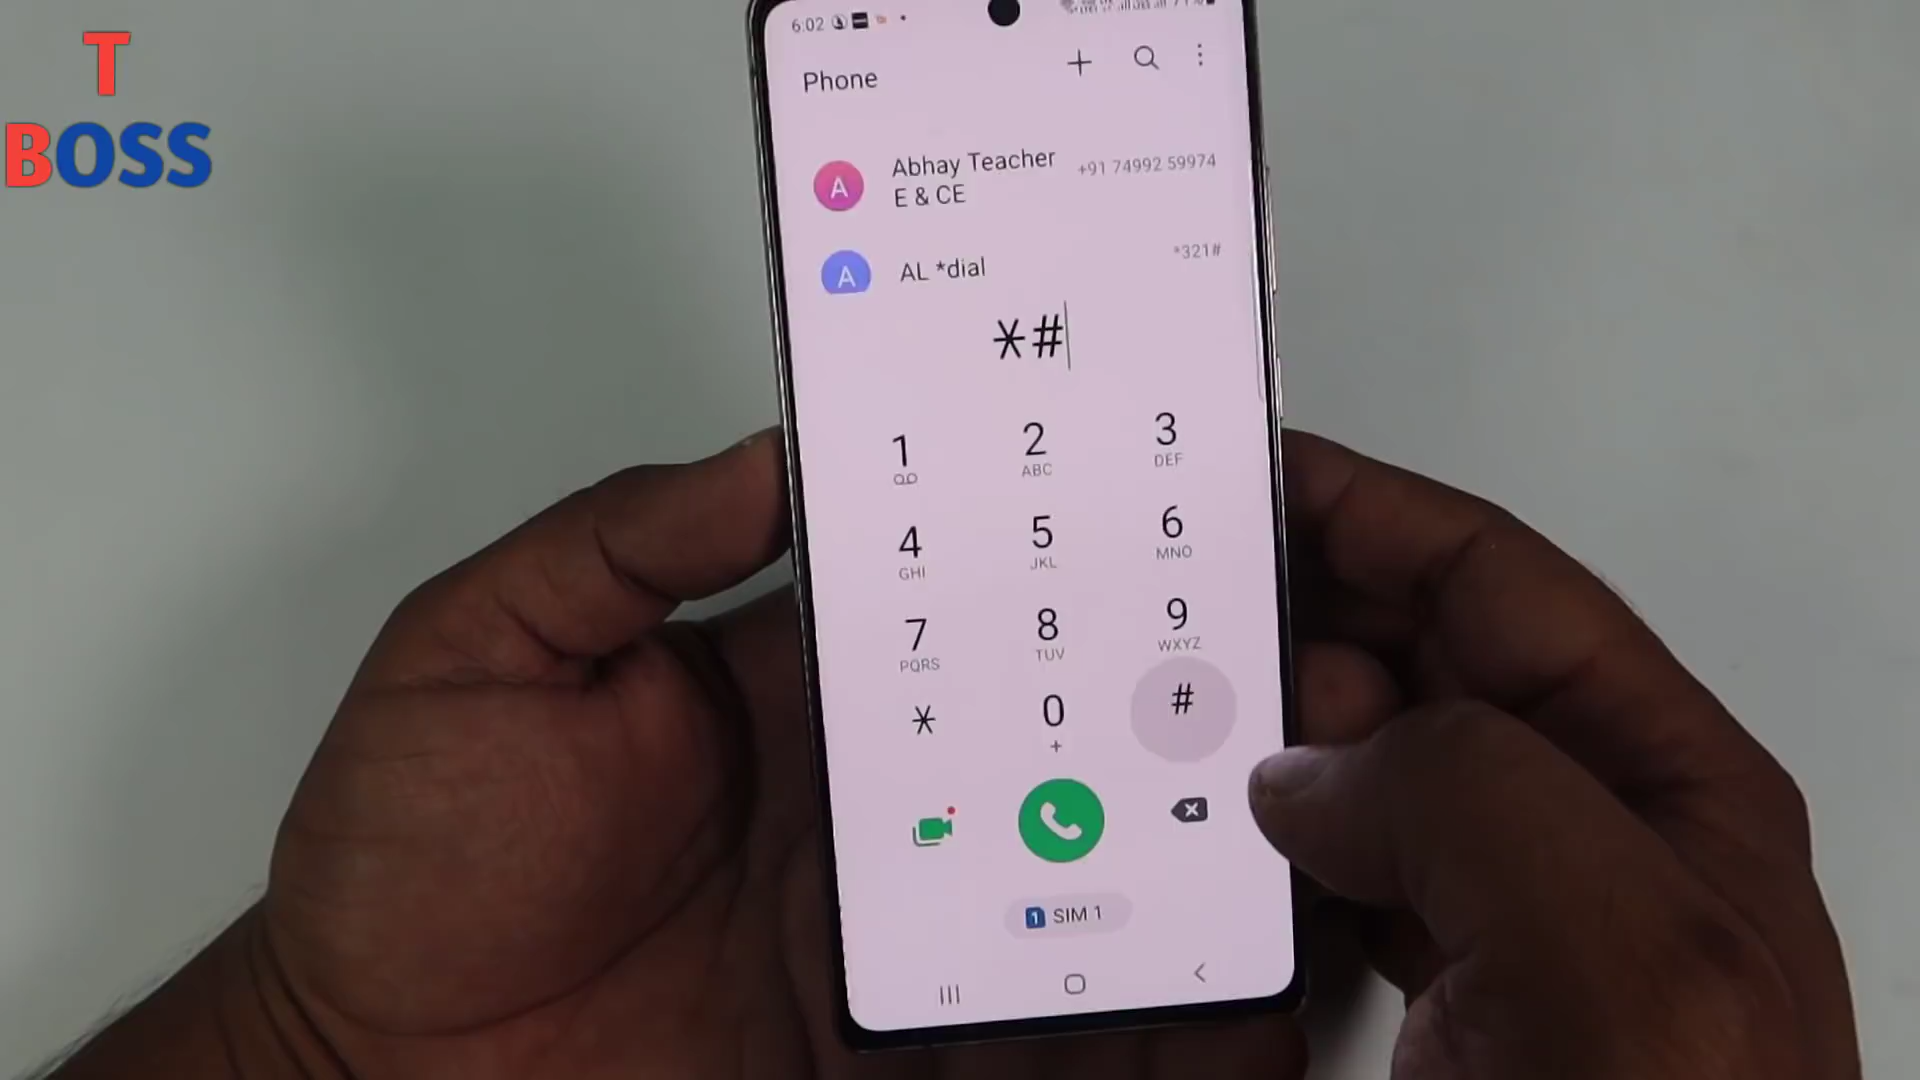 T
BOSS
6:02
Phone
A Abhay Teacher +91 74992 59974
E & CE
A AL *dial *321#
*#
1 2 3
ABC DEF
4 5 6
GHI JKL MNO
7 8 9
PQRS TUV WXYZ
* 0 #
+
1 SIM 1